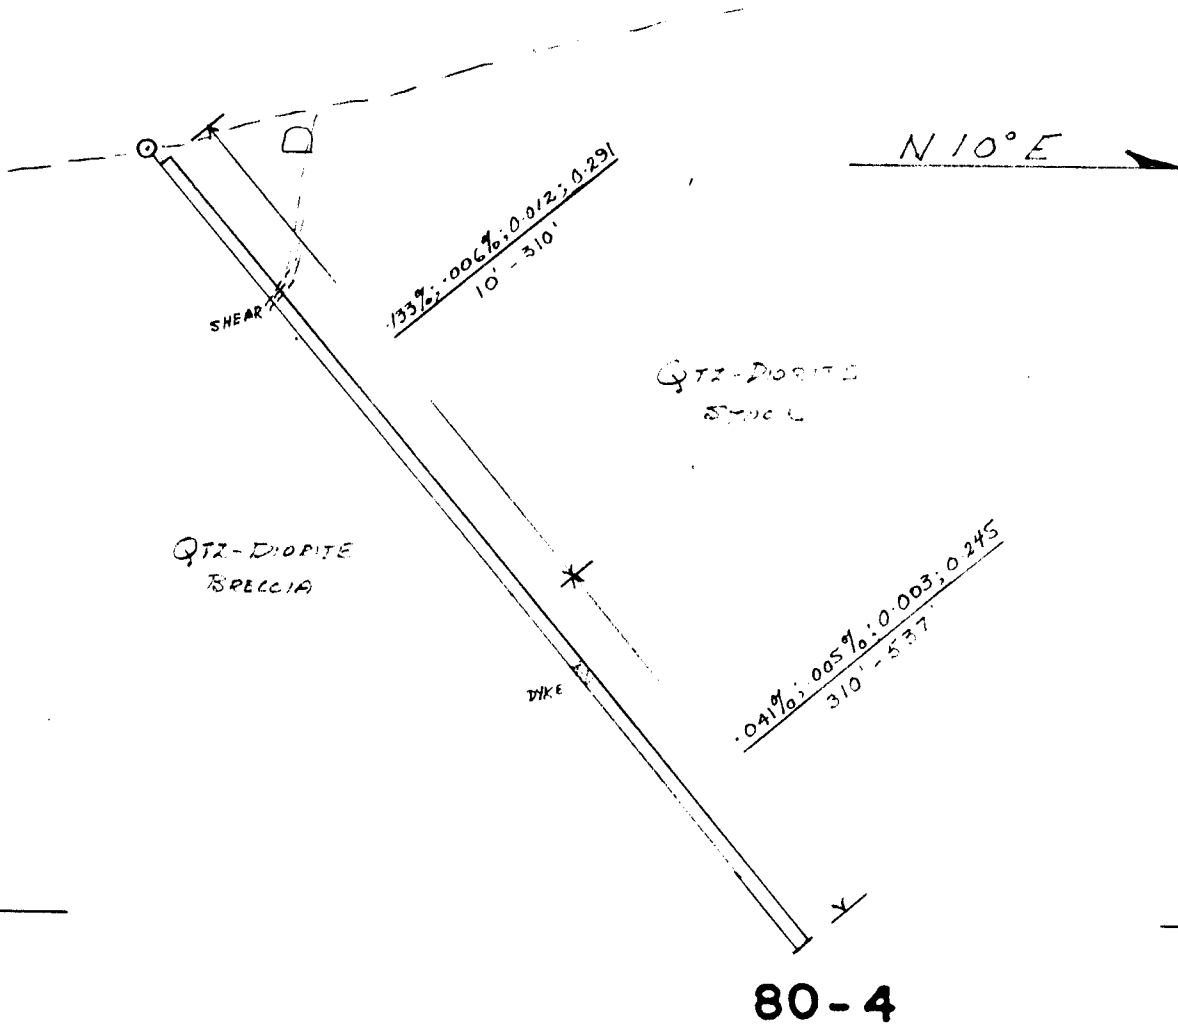 N 10° E
D
.133%; .006%; 0.012; 0.291
10' - 310'
SHEAR
QTZ-DIORITE
QTZ-DIORITE
BRECCIA
.041%; .005%; 0.003; 0.245
310' - 537'
DYKE
80-4